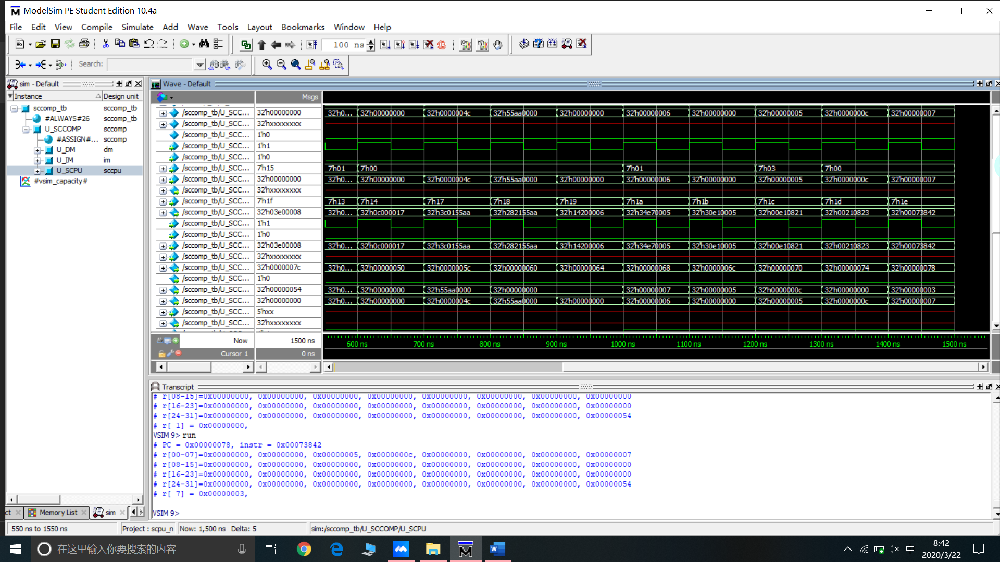 ModelSim PE Student Edition 10.4a
File Edit View Compile Simulate Add Wave Tools Layout Bookmarks Window Help
100 ns
Search:
sim - Default
Instance Design unit
sccomp_tb sccomp_tb
#ALWAYS#26 sccomp_tb
U_SCCOMP sccomp
#ASSIGN#... sccomp
U_DM dm
U_IM im
U_SCPU sccpu
#vsim_capacity#
Wave - Default
Msgs
/sccomp_tb/U_SCC... 32'h00000000 32'h0... 32'h00000000 32'h0000004c 32'h55aa0000 32'h00000000 32'h00000006 32'h00000000 32'h00000005 32'h0000000c 32'h00000007
/sccomp_tb/U_SCC... 32'hxxxxxxxx
/sccomp_tb/U_SCC... 1'h0
/sccomp_tb/U_SCC... 1'h1
/sccomp_tb/U_SCC... 1'h0
/sccomp_tb/U_SCC... 7'h15 7'h01 7'h00 7'h01 7'h03 7'h00
/sccomp_tb/U_SCC... 32'h00000000 32'h0... 32'h00000000 32'h0000004c 32'h55aa0000 32'h00000000 32'h00000006 32'h00000000 32'h00000005 32'h0000000c 32'h00000007
/sccomp_tb/U_SCC... 32'hxxxxxxxx
/sccomp_tb/U_SCC... 7'h1f 7'h13 7'h14 7'h17 7'h18 7'h19 7'h1a 7'h1b 7'h1c 7'h1d 7'h1e
/sccomp_tb/U_SCC... 32'h03e00008 32'h0... 32'h0c000017 32'h3c0155aa 32'h282155aa 32'h14200006 32'h34e70005 32'h30e10005 32'h00e10821 32'h00210823 32'h00073842
/sccomp_tb/U_SCC... 1'h1
/sccomp_tb/U_SCC... 1'h0
/sccomp_tb/U_SCC... 32'h03e00008 32'h0... 32'h0c000017 32'h3c0155aa 32'h282155aa 32'h14200006 32'h34e70005 32'h30e10005 32'h00e10821 32'h00210823 32'h00073842
/sccomp_tb/U_SCC... 32'hxxxxxxxx
/sccomp_tb/U_SCC... 32'h0000007c 32'h0... 32'h00000050 32'h0000005c 32'h00000060 32'h00000064 32'h00000068 32'h0000006c 32'h00000070 32'h00000074 32'h00000078
/sccomp_tb/U_SCC... 1'h0
/sccomp_tb/U_SCC... 32'h00000054 32'h0... 32'h00000000 32'h55aa0000 32'h00000000 32'h00000007 32'h00000005 32'h0000000c 32'h00000000 32'h00000003
/sccomp_tb/U_SCC... 32'h00000000 32'h0... 32'h00000000 32'h0000004c 32'h55aa0000 32'h00000000 32'h00000006 32'h00000000 32'h00000005 32'h0000000c 32'h00000007
/sccomp_tb/U_SCC... 5'hxx
/sccomp_tb/U_SCC... 32'hxxxxxxxx
Now 1500 ns 600 ns 700 ns 800 ns 900 ns 1000 ns 1100 ns 1200 ns 1300 ns 1400 ns 1500 ns
Cursor 1 0 ns
Transcript
# r[08-15]=0x00000000, 0x00000000, 0x00000000, 0x00000000, 0x00000000, 0x00000000, 0x00000000, 0x00000000
# r[16-23]=0x00000000, 0x00000000, 0x00000000, 0x00000000, 0x00000000, 0x00000000, 0x00000000, 0x00000000
# r[24-31]=0x00000000, 0x00000000, 0x00000000, 0x00000000, 0x00000000, 0x00000000, 0x00000000, 0x00000054
# r[ 1] = 0x00000000,
VSIM 9> run
# PC = 0x00000078, instr = 0x00073842
# r[00-07]=0x00000000, 0x00000000, 0x00000005, 0x0000000c, 0x00000000, 0x00000000, 0x00000000, 0x00000007
# r[08-15]=0x00000000, 0x00000000, 0x00000000, 0x00000000, 0x00000000, 0x00000000, 0x00000000, 0x00000000
# r[16-23]=0x00000000, 0x00000000, 0x00000000, 0x00000000, 0x00000000, 0x00000000, 0x00000000, 0x00000000
# r[24-31]=0x00000000, 0x00000000, 0x00000000, 0x00000000, 0x00000000, 0x00000000, 0x00000000, 0x00000054
# r[ 7] = 0x00000003,
VSIM 9>
ct Memory List sim
550 ns to 1550 ns Project : scpu_n Now: 1,500 ns Delta: 5 sim:/sccomp_tb/U_SCCOMP/U_SCPU
在这里输入你要搜索的内容
中
8:42
2020/3/22